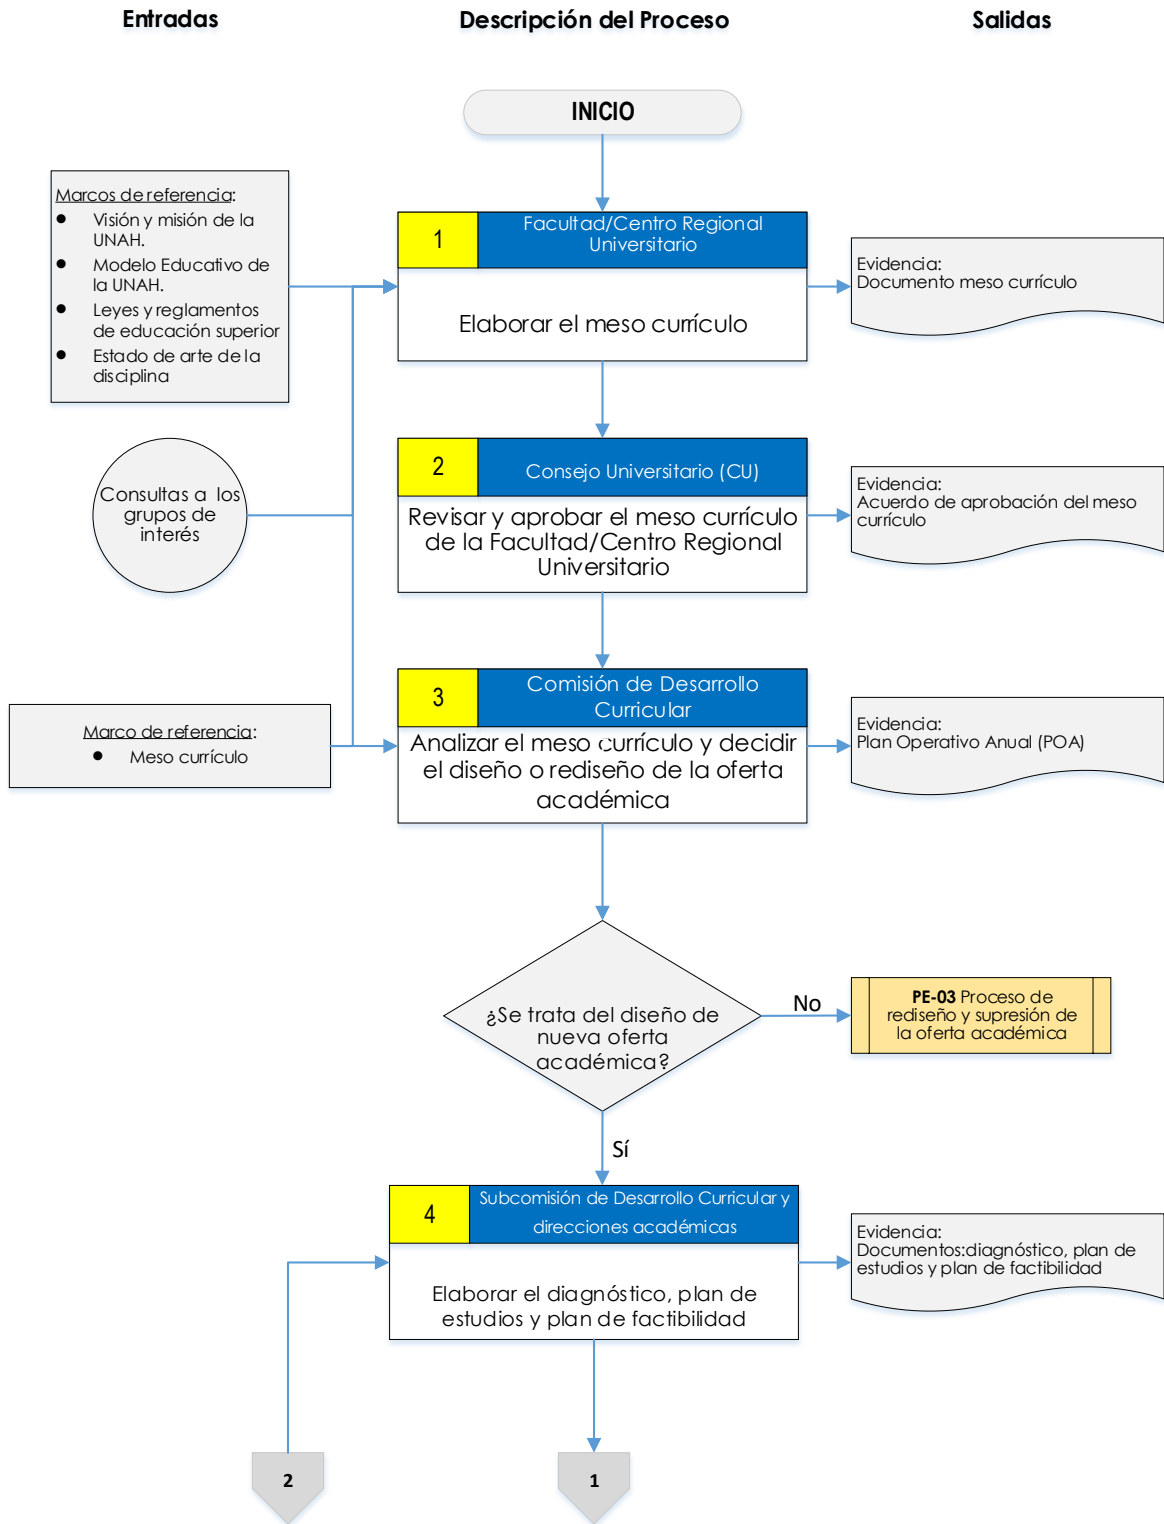 Entradas
Descripción del Proceso
Salidas
INICIO
Marcos de referencia:
● Visión y misión de la
UNAH.
● Modelo Educativo de
la UNAH.
● Leyes y reglamentos
de educación superior
● Estado de arte de la
disciplina
1
Facultad/Centro Regional
Universitario
Elaborar el meso currículo
Evidencia:
Documento meso currículo
Consultas a los
grupos de
interés
2
Consejo Universitario (CU)
Revisar y aprobar el meso currículo
de la Facultad/Centro Regional
Universitario
Evidencia:
Acuerdo de aprobación del meso
currículo
Marco de referencia:
● Meso currículo
3
Comisión de Desarrollo
Curricular
Analizar el meso currículo y decidir
el diseño o rediseño de la oferta
académica
Evidencia:
Plan Operativo Anual (POA)
¿Se trata del diseño de
nueva oferta
académica?
No
PE-03 Proceso de
rediseño y supresión de
la oferta académica
Sí
4
Subcomisión de Desarrollo Curricular y
direcciones académicas
Elaborar el diagnóstico, plan de
estudios y plan de factibilidad
Evidencia:
Documentos:diagnóstico, plan de
estudios y plan de factibilidad
2
1